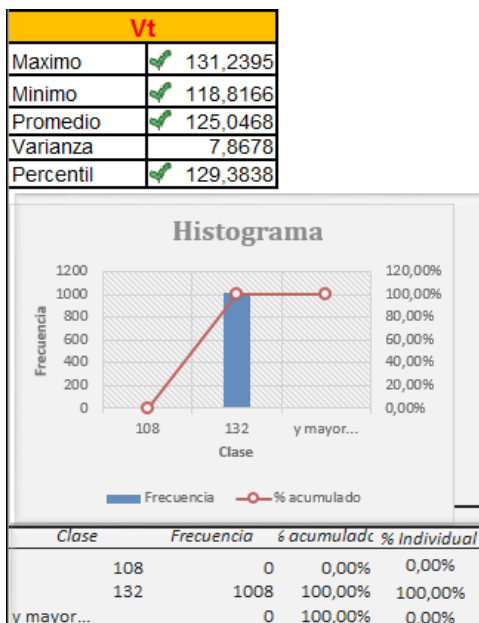 Vt
Maximo 131,2395
Minimo 118,8166
Promedio 125,0468
Varianza 7,8678
Percentil 129,3838
Histograma
1200 120,00%
1000 100,00%
800 80,00%
600 60,00%
400 40,00%
200 20,00%
0 0,00%
Frecuencia
108 132 y mayor...
Clase
Frecuencia % acumulado
Clase Frecuencia % acumulado % Individual
108 0 0,00% 0,00%
132 1008 100,00% 100,00%
y mayor... 0 100,00% 0,00%